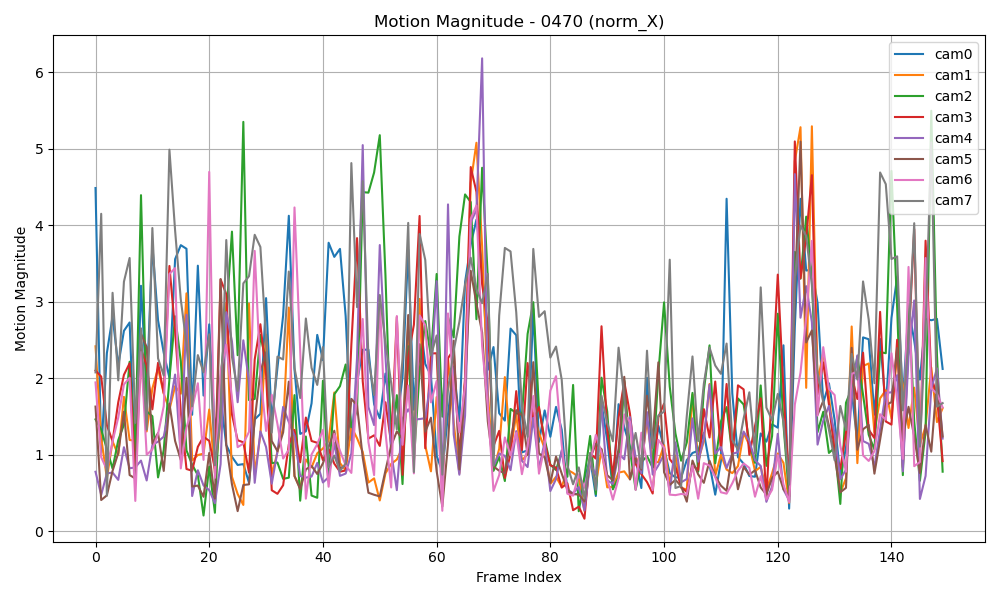 Motion Magnitude - 0470 (norm_X)
Motion Magnitude
6
5
4
3
2
1
0
0 20 40 60 80 100 120 140
Frame Index
cam0
cam1
cam2
cam3
cam4
cam5
cam6
cam7